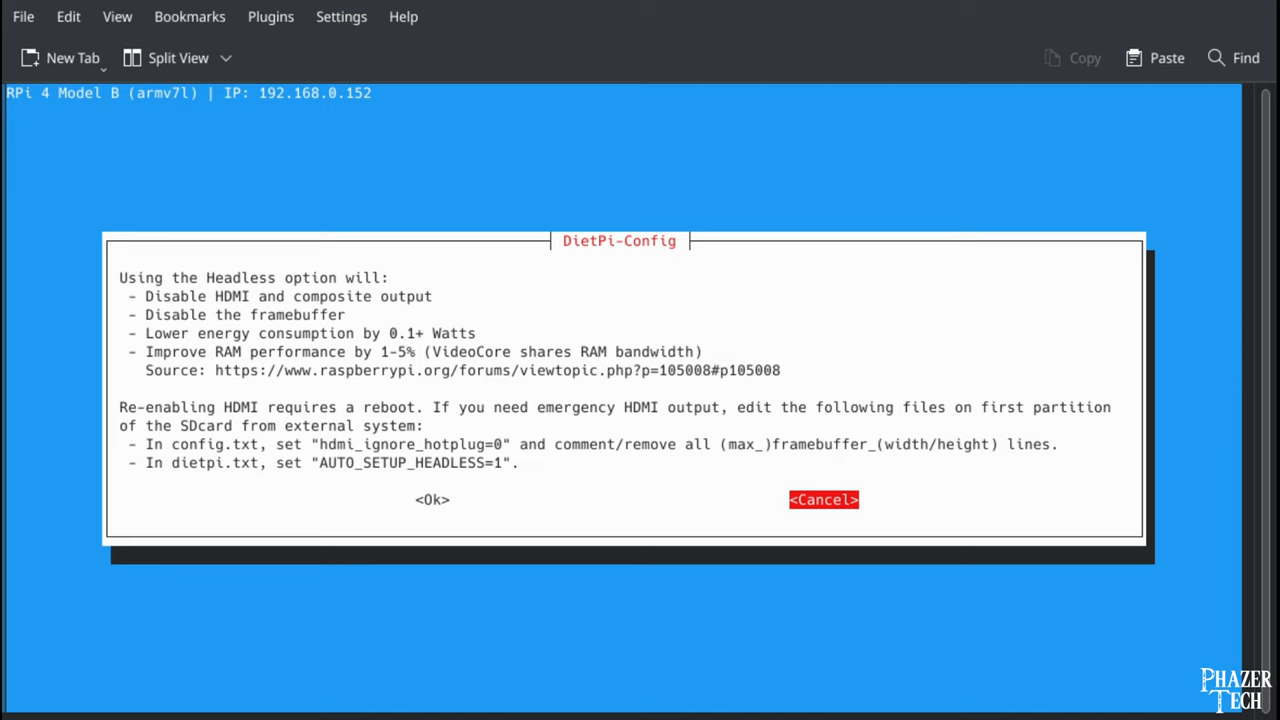 File Edit View Bookmarks Plugins Settings Help
New Tab Split View Copy Paste Find
RPi 4 Model B (armv7l) | IP: 192.168.0.152
DietPi-Config
Using the Headless option will:
- Disable HDMI and composite output
- Disable the framebuffer
- Lower energy consumption by 0.1+ Watts
- Improve RAM performance by 1-5% (VideoCore shares RAM bandwidth)
Source: https://www.raspberrypi.org/forums/viewtopic.php?p=105008#p105008
Re-enabling HDMI requires a reboot. If you need emergency HDMI output, edit the following files on first partition
of the SDcard from external system:
- In config.txt, set "hdmi_ignore_hotplug=0" and comment/remove all (max_)framebuffer_(width/height) lines.
- In dietpi.txt, set "AUTO_SETUP_HEADLESS=1".
<Ok> <Cancel>
PHAZER
TECH